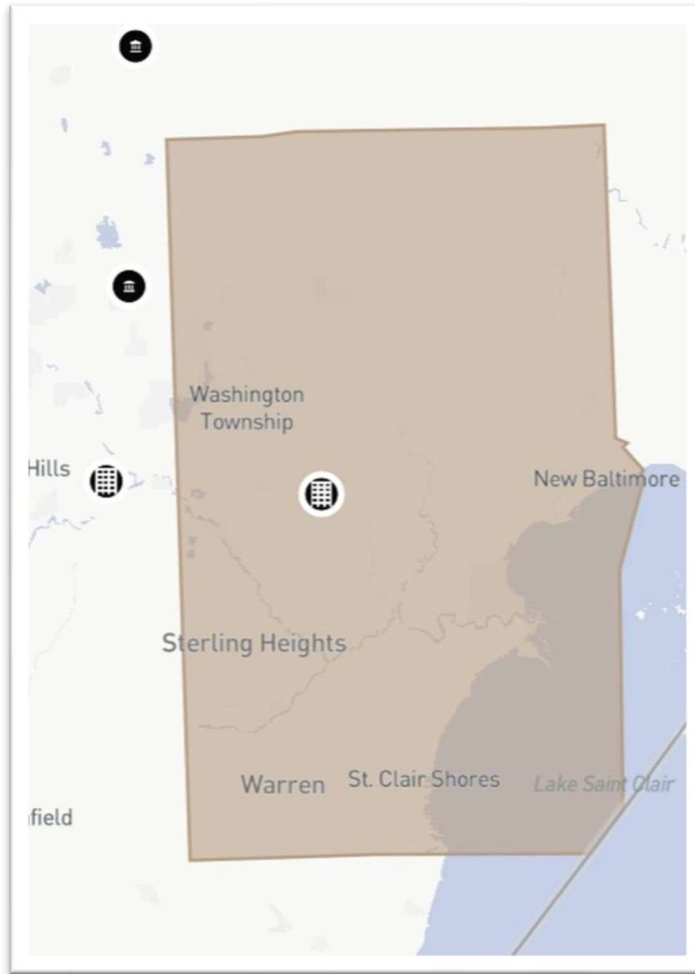 Washington
Township
Hills
New Baltimore
Sterling Heights
Warren
St. Clair Shores
Lake Saint Clair
field